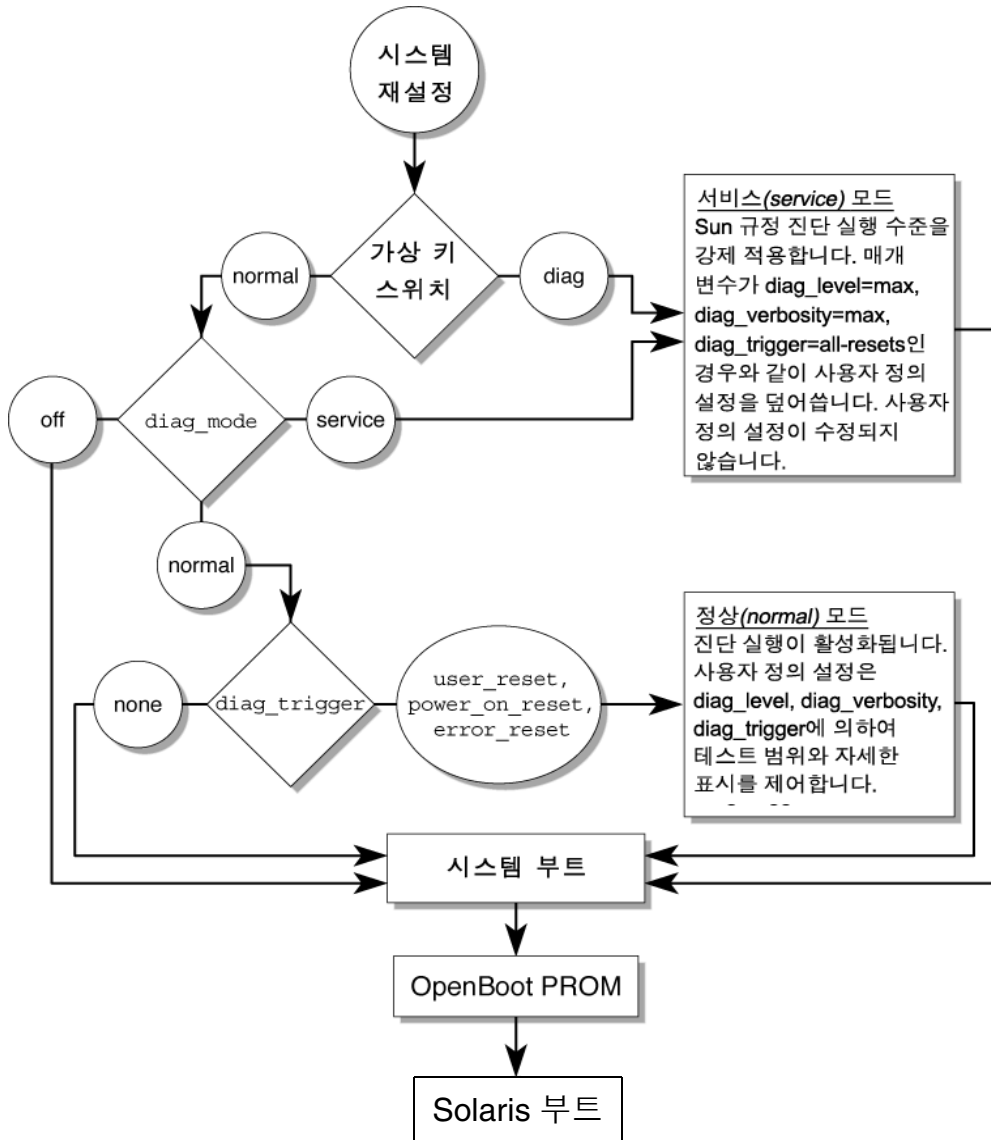 시스템
재설정
가상 키
스위치
normal
diag
서비스(service) 모드
Sun 규정 진단 실행 수준을
강제 적용합니다. 매개
변수가 diag_level=max,
diag_verbosity=max,
diag_trigger=all-resets인
경우와 같이 사용자 정의
설정을 덮어씁니다. 사용자
정의 설정이 수정되지
않습니다.
off
diag_mode
service
normal
none
diag_trigger
user_reset,
power_on_reset,
error_reset
정상(normal) 모드
진단 실행이 활성화됩니다.
사용자 정의 설정은
diag_level, diag_verbosity,
diag_trigger에 의하여
테스트 범위와 자세한
표시를 제어합니다.
시스템 부트
OpenBoot PROM
Solaris 부트